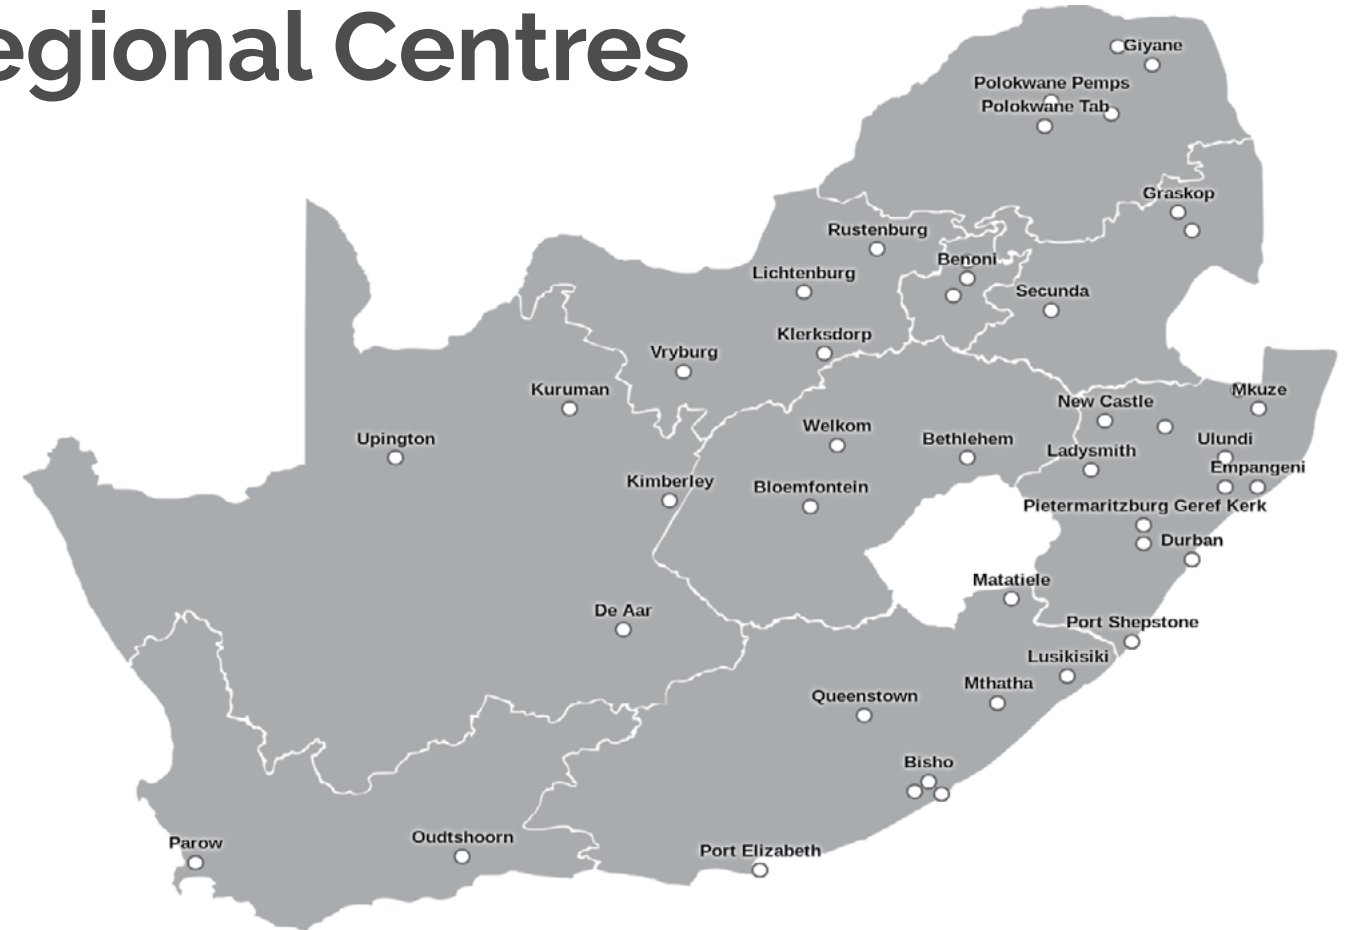 egional Centres
Giyane
Polokwane Pemps
Polokwane Tab
Graskop
Rustenburg
Benoni
Lichtenburg
Secunda
Klerksdorp
Vryburg
Kuruman
Mkuze
New Castle
Welkom
Upington
Bethlehem
Ulundi
Ladysmith
Empangeni
Kimberley
Bloemfontein
Pietermaritzburg Geref Kerk
Durban
Matatiele
De Aar
Port Shepstone
Lusikisiki
Mthatha
Queenstown
Bisho
Oudtshoorn
Parow
Port Elizabeth